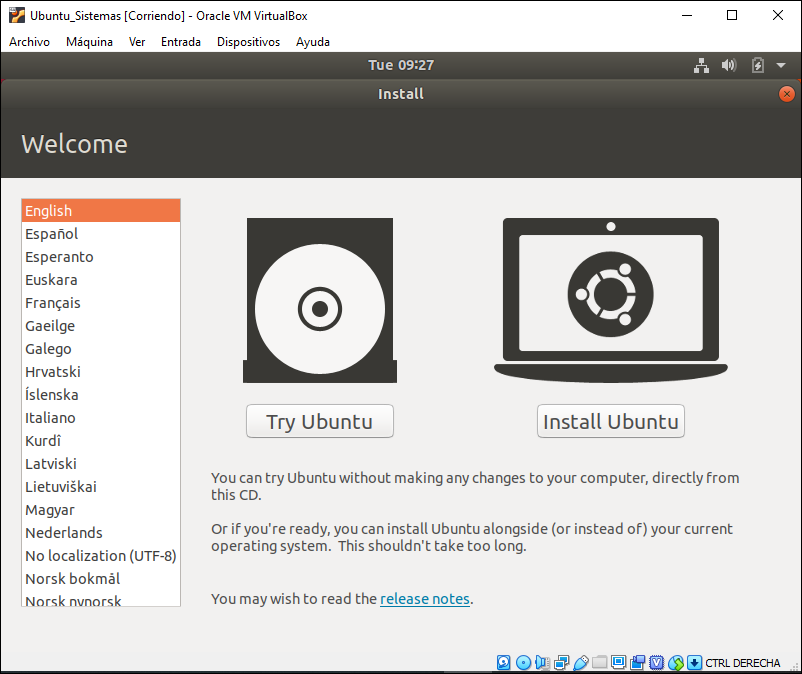 Ubuntu_Sistemas [Corriendo] - Oracle VM VirtualBox
Archivo Máquina Ver Entrada Dispositivos Ayuda
Tue 09:27
Install
Welcome
English
Español
Esperanto
Euskara
Français
Gaeilge
Galego
Hrvatski
Íslenska
Italiano
Kurdî
Latviski
Lietuviškai
Magyar
Nederlands
No localization (UTF-8)
Norsk bokmål
Norsk nynorsk
Try Ubuntu
Install Ubuntu
You can try Ubuntu without making any changes to your computer, directly from
this CD.
Or if you're ready, you can install Ubuntu alongside (or instead of) your current
operating system. This shouldn't take too long.
You may wish to read the release notes.
CTRL DERECHA